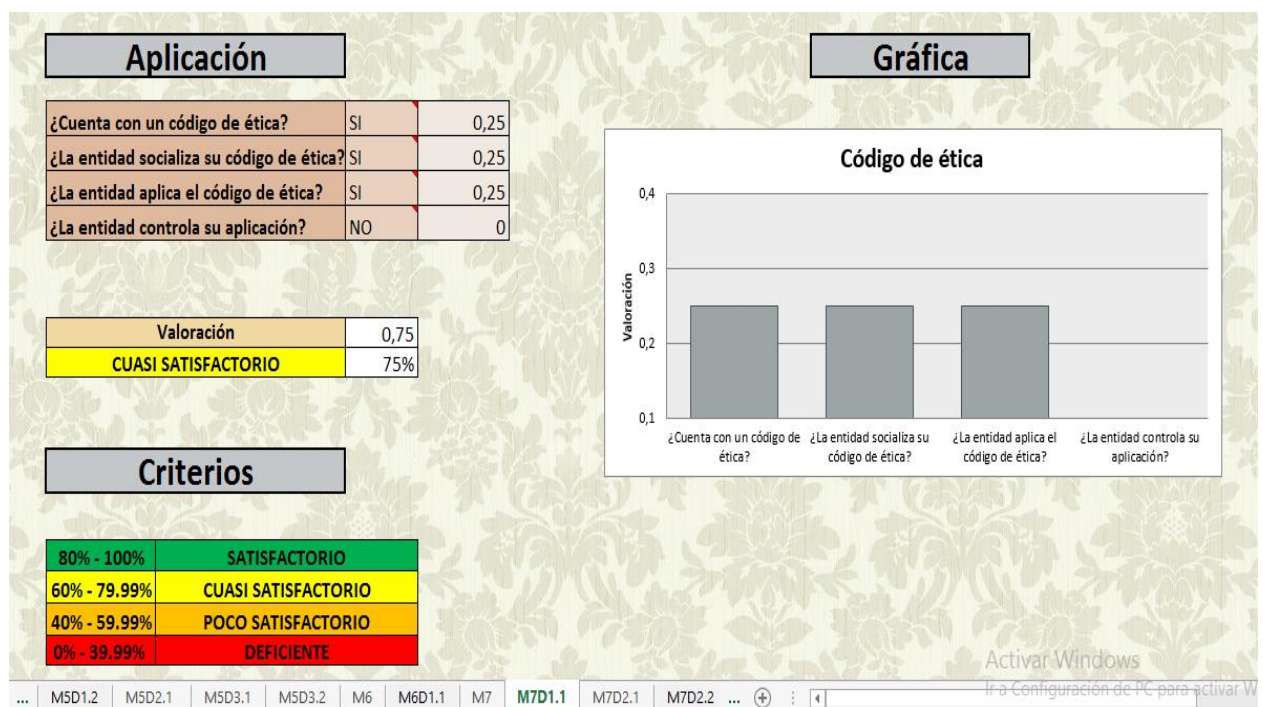 Aplicación
¿Cuenta con un código de ética? SI 0,25
¿La entidad socializa su código de ética? SI 0,25
¿La entidad aplica el código de ética? SI 0,25
¿La entidad controla su aplicación? NO 0
Valoración 0,75
CUASI SATISFACTORIO 75%
Criterios
80% - 100% SATISFACTORIO
60% - 79.99% CUASI SATISFACTORIO
40% - 59.99% POCO SATISFACTORIO
0% - 39.99% DEFICIENTE
Gráfica
Código de ética
Valoración
0,4
0,3
0,2
0,1
¿Cuenta con un código de
ética?
¿La entidad socializa su
código de ética?
¿La entidad aplica el
código de ética?
¿La entidad controla su
aplicación?
Activar Windows
Ir a Configuración de PC para activar W
... M5D1.2 M5D2.1 M5D3.1 M5D3.2 M6 M6D1.1 M7 M7D1.1 M7D2.1 M7D2.2 ...